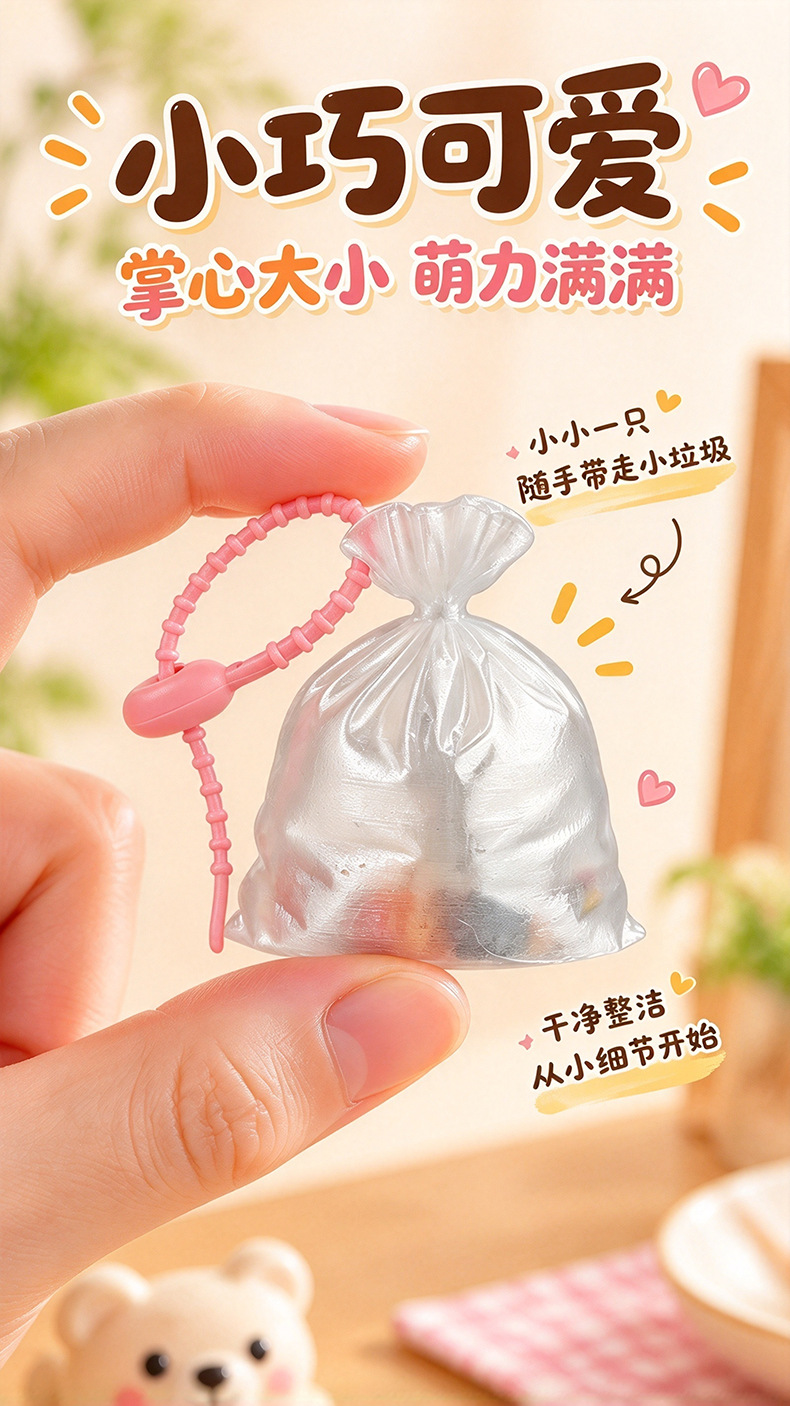 小巧可爱
掌心大小 萌力满满
小小一只
随手带走小垃圾
干净整洁
从小细节开始